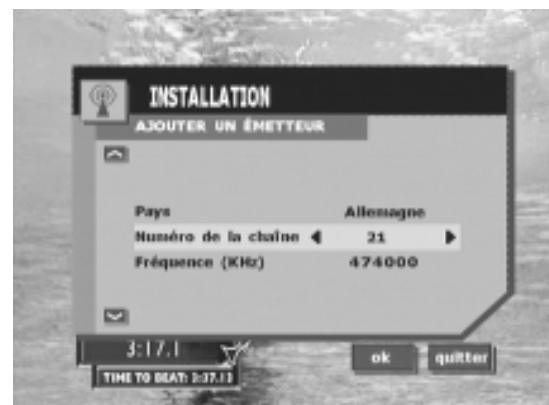 INSTALLATION
AJOUTER UN ÉMETTEUR
Pays Allemagne
Numéro de la chaîne 21
Fréquence (KHz) 474000
3:17.1
ok quitter
TIME TO BEAT: 3:37.13